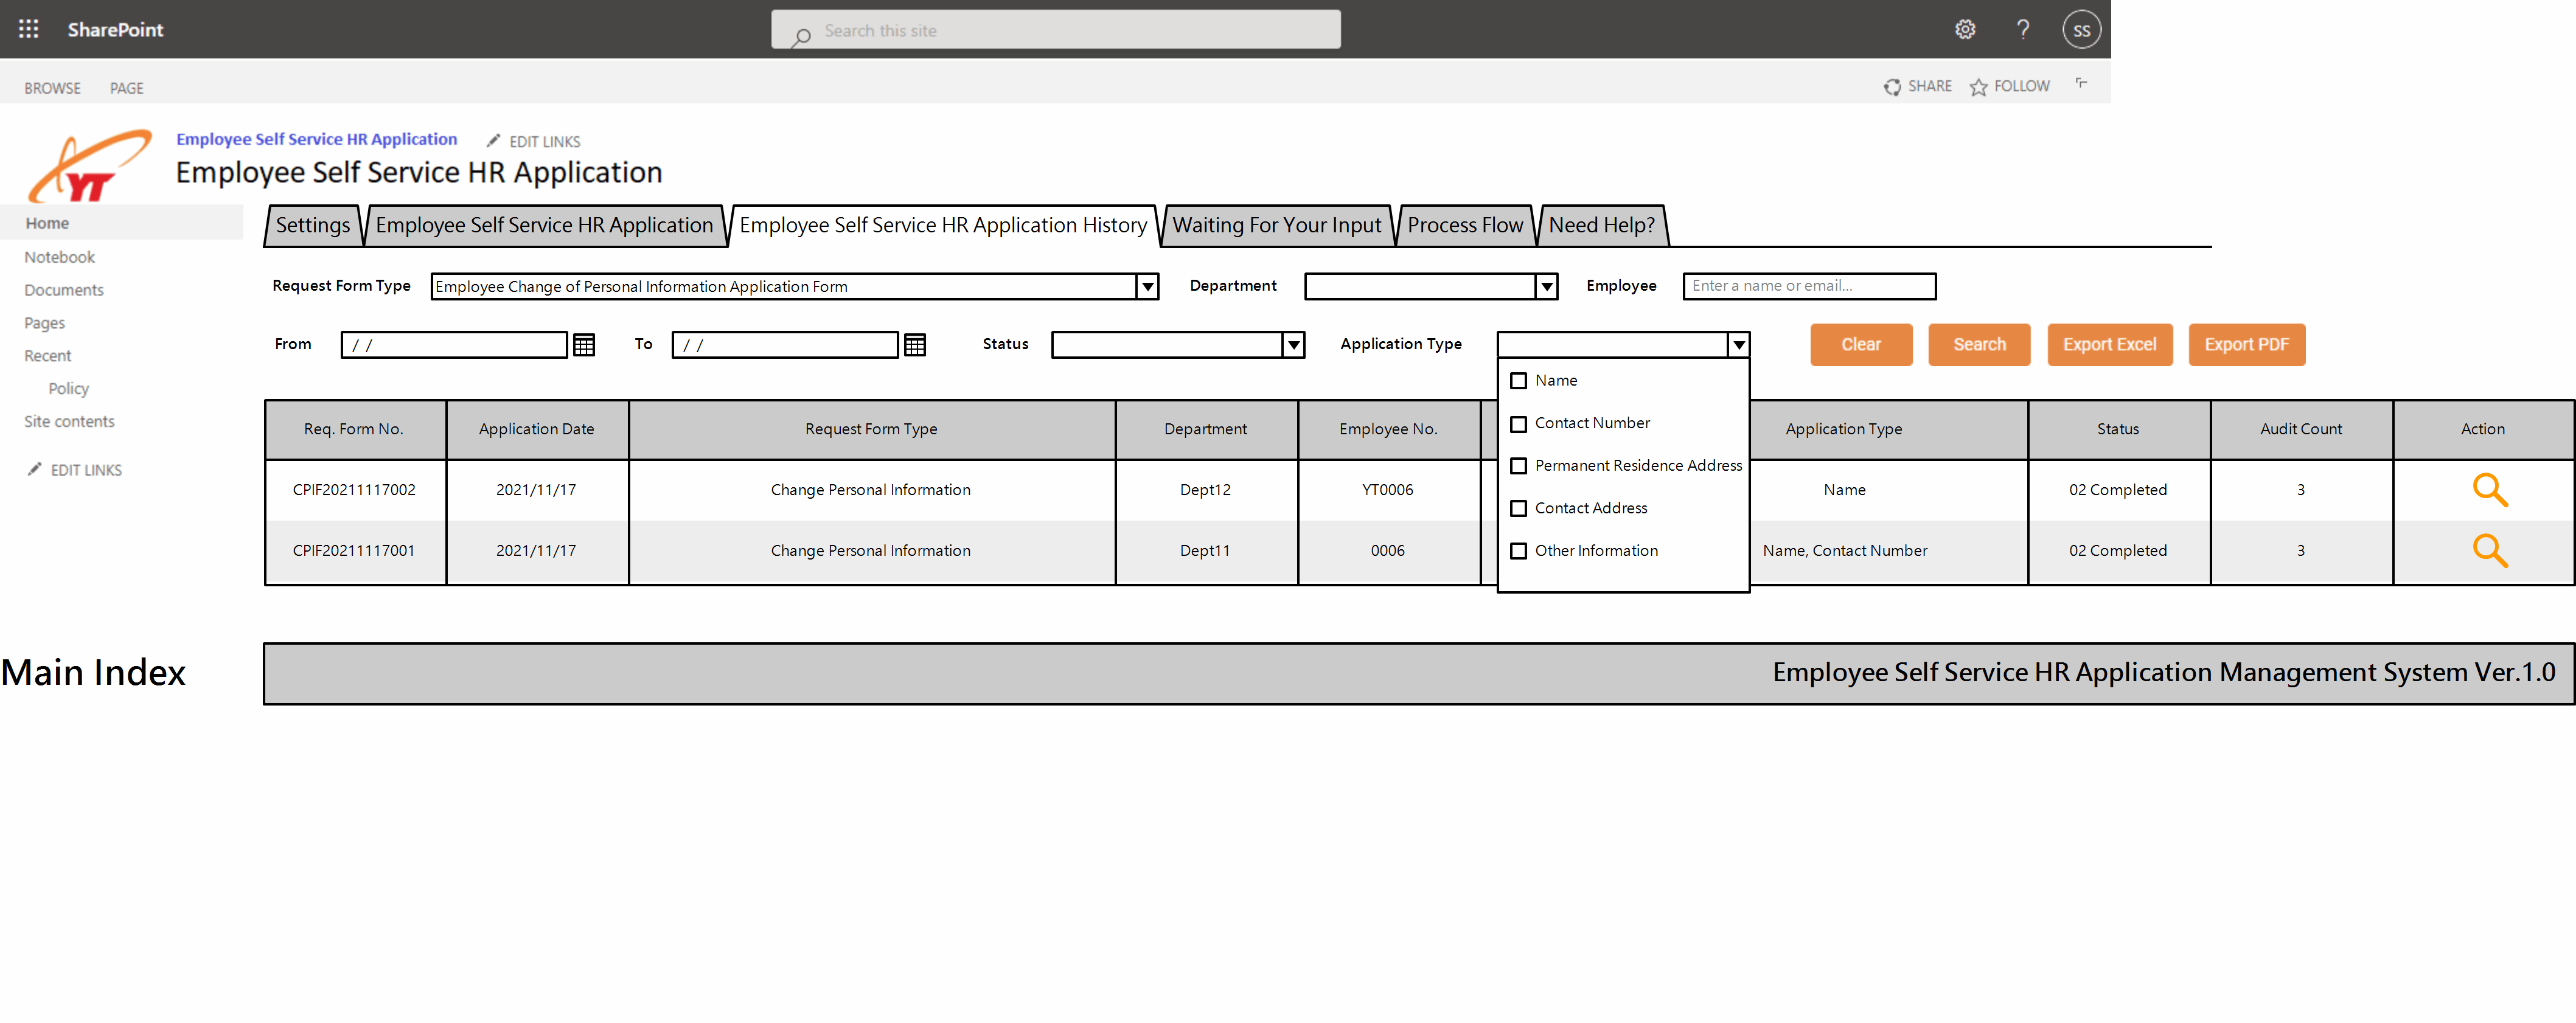 SharePoint
Search this site
?
SS
BROWSE PAGE
SHARE FOLLOW
YT
Employee Self Service HR Application EDIT LINKS
Employee Self Service HR Application
Home
Notebook
Documents
Pages
Recent
Policy
Site contents
EDIT LINKS
Settings Employee Self Service HR Application Employee Self Service HR Application History Waiting For Your Input Process Flow Need Help?
Request Form Type Employee Change of Personal Information Application Form Department Employee Enter a name or email...
From / / To / / Status Application Type Clear Search Export Excel Export PDF
Name
Contact Number
Permanent Residence Address
Contact Address
Other Information
Req. Form No. Application Date Request Form Type Department Employee No. Application Type Status Audit Count Action
CPIF20211117002 2021/11/17 Change Personal Information Dept12 YT0006 Name 02 Completed 3
CPIF20211117001 2021/11/17 Change Personal Information Dept11 0006 Name, Contact Number 02 Completed 3
Main Index
Employee Self Service HR Application Management System Ver.1.0